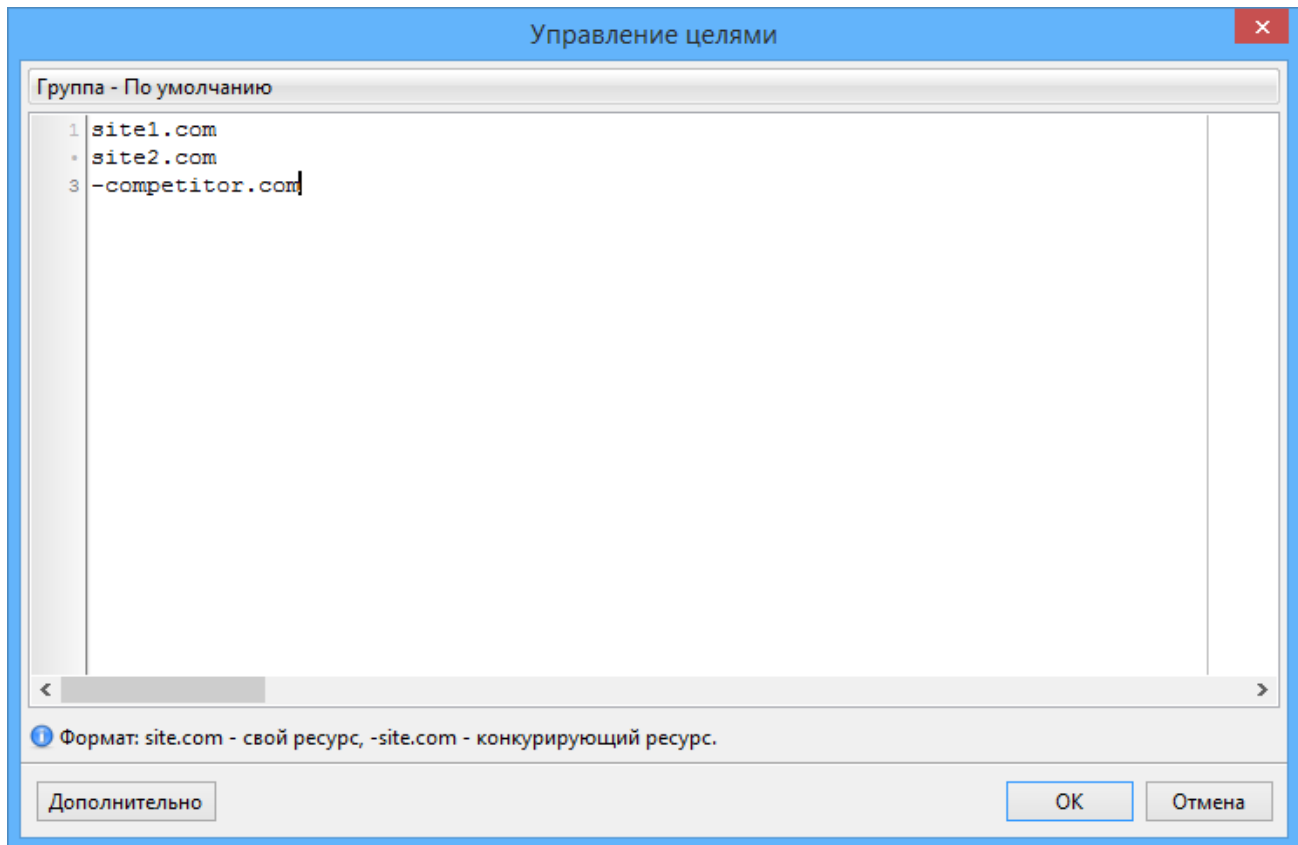 Управление целями
Группа - По умолчанию
1 site1.com
site2.com
3 -competitor.com
Формат: site.com - свой ресурс, -site.com - конкурирующий ресурс.
Дополнительно
ОК
Отмена